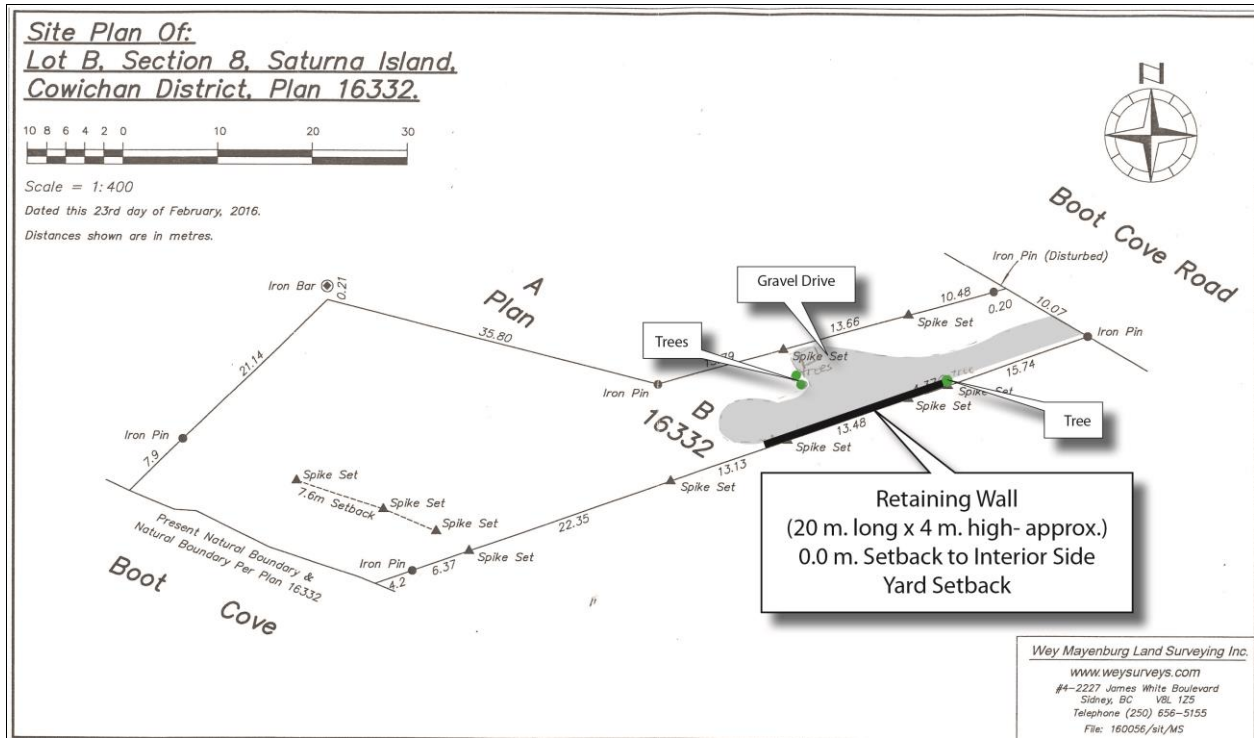 Site Plan Of:
Lot B, Section 8, Saturna Island,
Cowichan District, Plan 16332.
10 8 6 4 2 0 10 20 30
Scale = 1:400
Dated this 23rd day of February, 2016.
Distances shown are in metres.
N
Boot Cove Road
Iron Pin (Disturbed)
Gravel Drive
Iron Bar
0.21
A
Plan
10.48
0.20
10.07
13.66
Spike Set
Iron Pin
35.80
Trees
Spike Set
Trees
21.14
Iron Pin
B
16332
15.74
Spike Set
Spike Set
Tree
13.48
Spike Set
Iron Pin
7.9
13.13
Spike Set
Spike Set
7.6m Setback
Spike Set
Spike Set
22.35
Retaining Wall
(20 m. long x 4 m. high- approx.)
0.0 m. Setback to Interior Side
Yard Setback
Present Natural Boundary &
Natural Boundary Per Plan 16332
Iron Pin
4.2
6.37
Spike Set
Boot Cove
Wey Mayenburg Land Surveying Inc.
www.weysurveys.com
#4-2227 James White Boulevard
Sidney, BC V8L 1Z5
Telephone (250) 656-5155
File: 160056/sit/MS